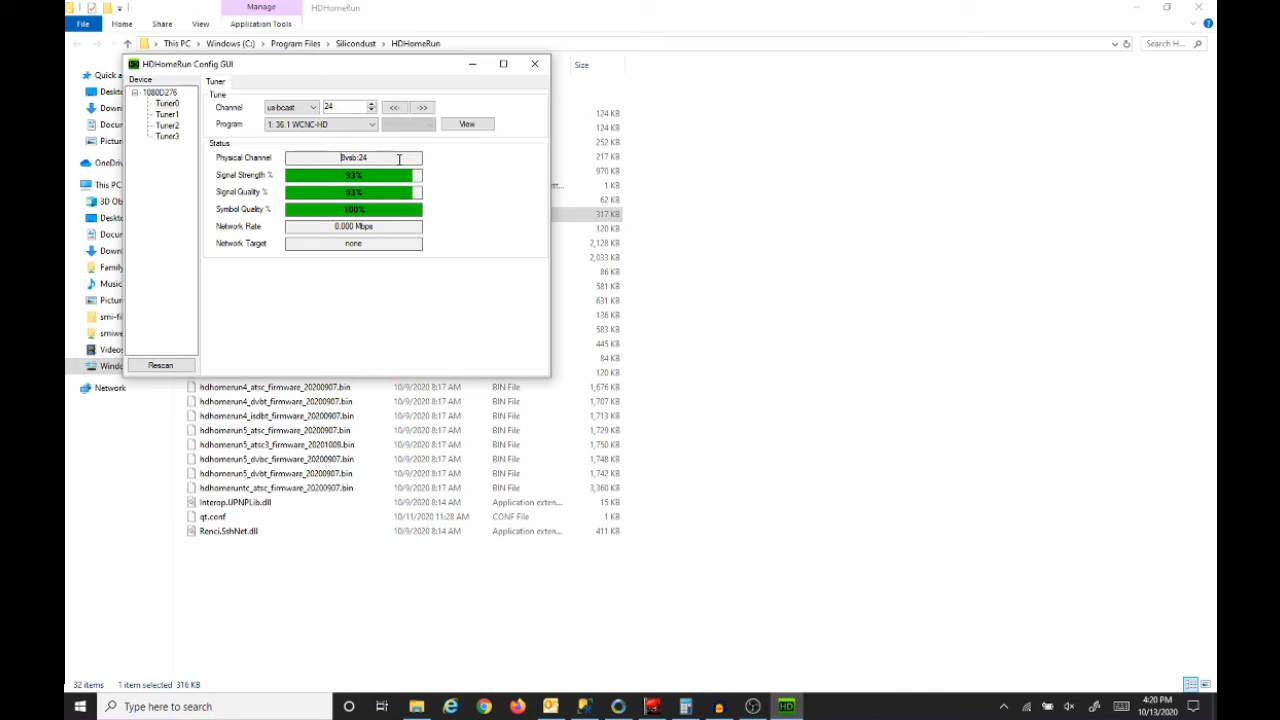 Manage
HDHomeRun
File
Home
Share
View
Application Tools
This PC
Windows (C:)
Program Files
Silicondust
HDHomeRun
Search H...
HDHomeRun Config GUI
Size
Quick a
Deskto
Down
Docum
Picture
OneDriv
This PC
3D Ob
Deskto
Docum
Down
Family
Music
Picture
smi-fil
smiwe
Videos
Windo
Network
Device
1080D276
Tuner0
Tuner1
Tuner2
Tuner3
Rescan
Tuner
Tune
Channel
us-bcast
24
<<
>>
Program
1: 36.1 WCNC-HD
View
Status
Physical Channel
8vsb:24
Signal Strength %
93%
Signal Quality %
93%
Symbol Quality %
100%
Network Rate
0.000 Mbps
Network Target
none
124 KB
128 KB
252 KB
217 KB
970 KB
1 KB
62 KB
317 KB
120 KB
2,128 KB
2,033 KB
86 KB
581 KB
631 KB
136 KB
583 KB
445 KB
84 KB
120 KB
hdhomerun4_atsc_firmware_20200907.bin 10/9/2020 8:17 AM BIN File 1,676 KB
hdhomerun4_dvbt_firmware_20200907.bin 10/9/2020 8:17 AM BIN File 1,707 KB
hdhomerun4_isdbt_firmware_20200907.bin 10/9/2020 8:17 AM BIN File 1,713 KB
hdhomerun5_atsc_firmware_20200907.bin 10/9/2020 8:17 AM BIN File 1,729 KB
hdhomerun5_atsc3_firmware_20201009.bin 10/9/2020 8:17 AM BIN File 1,750 KB
hdhomerun5_dvbc_firmware_20200907.bin 10/9/2020 8:17 AM BIN File 1,748 KB
hdhomerun5_dvbt_firmware_20200907.bin 10/9/2020 8:17 AM BIN File 1,742 KB
hdhomeruntc_atsc_firmware_20200907.bin 10/9/2020 8:17 AM BIN File 3,360 KB
Interop.UPNPLib.dll 10/9/2020 8:14 AM Application exten... 15 KB
qt.conf 10/11/2020 11:28 AM CONF File 1 KB
Renci.SshNet.dll 10/9/2020 8:14 AM Application exten... 411 KB
32 items 1 item selected 316 KB
Type here to search
HD
4:20 PM
10/13/2020